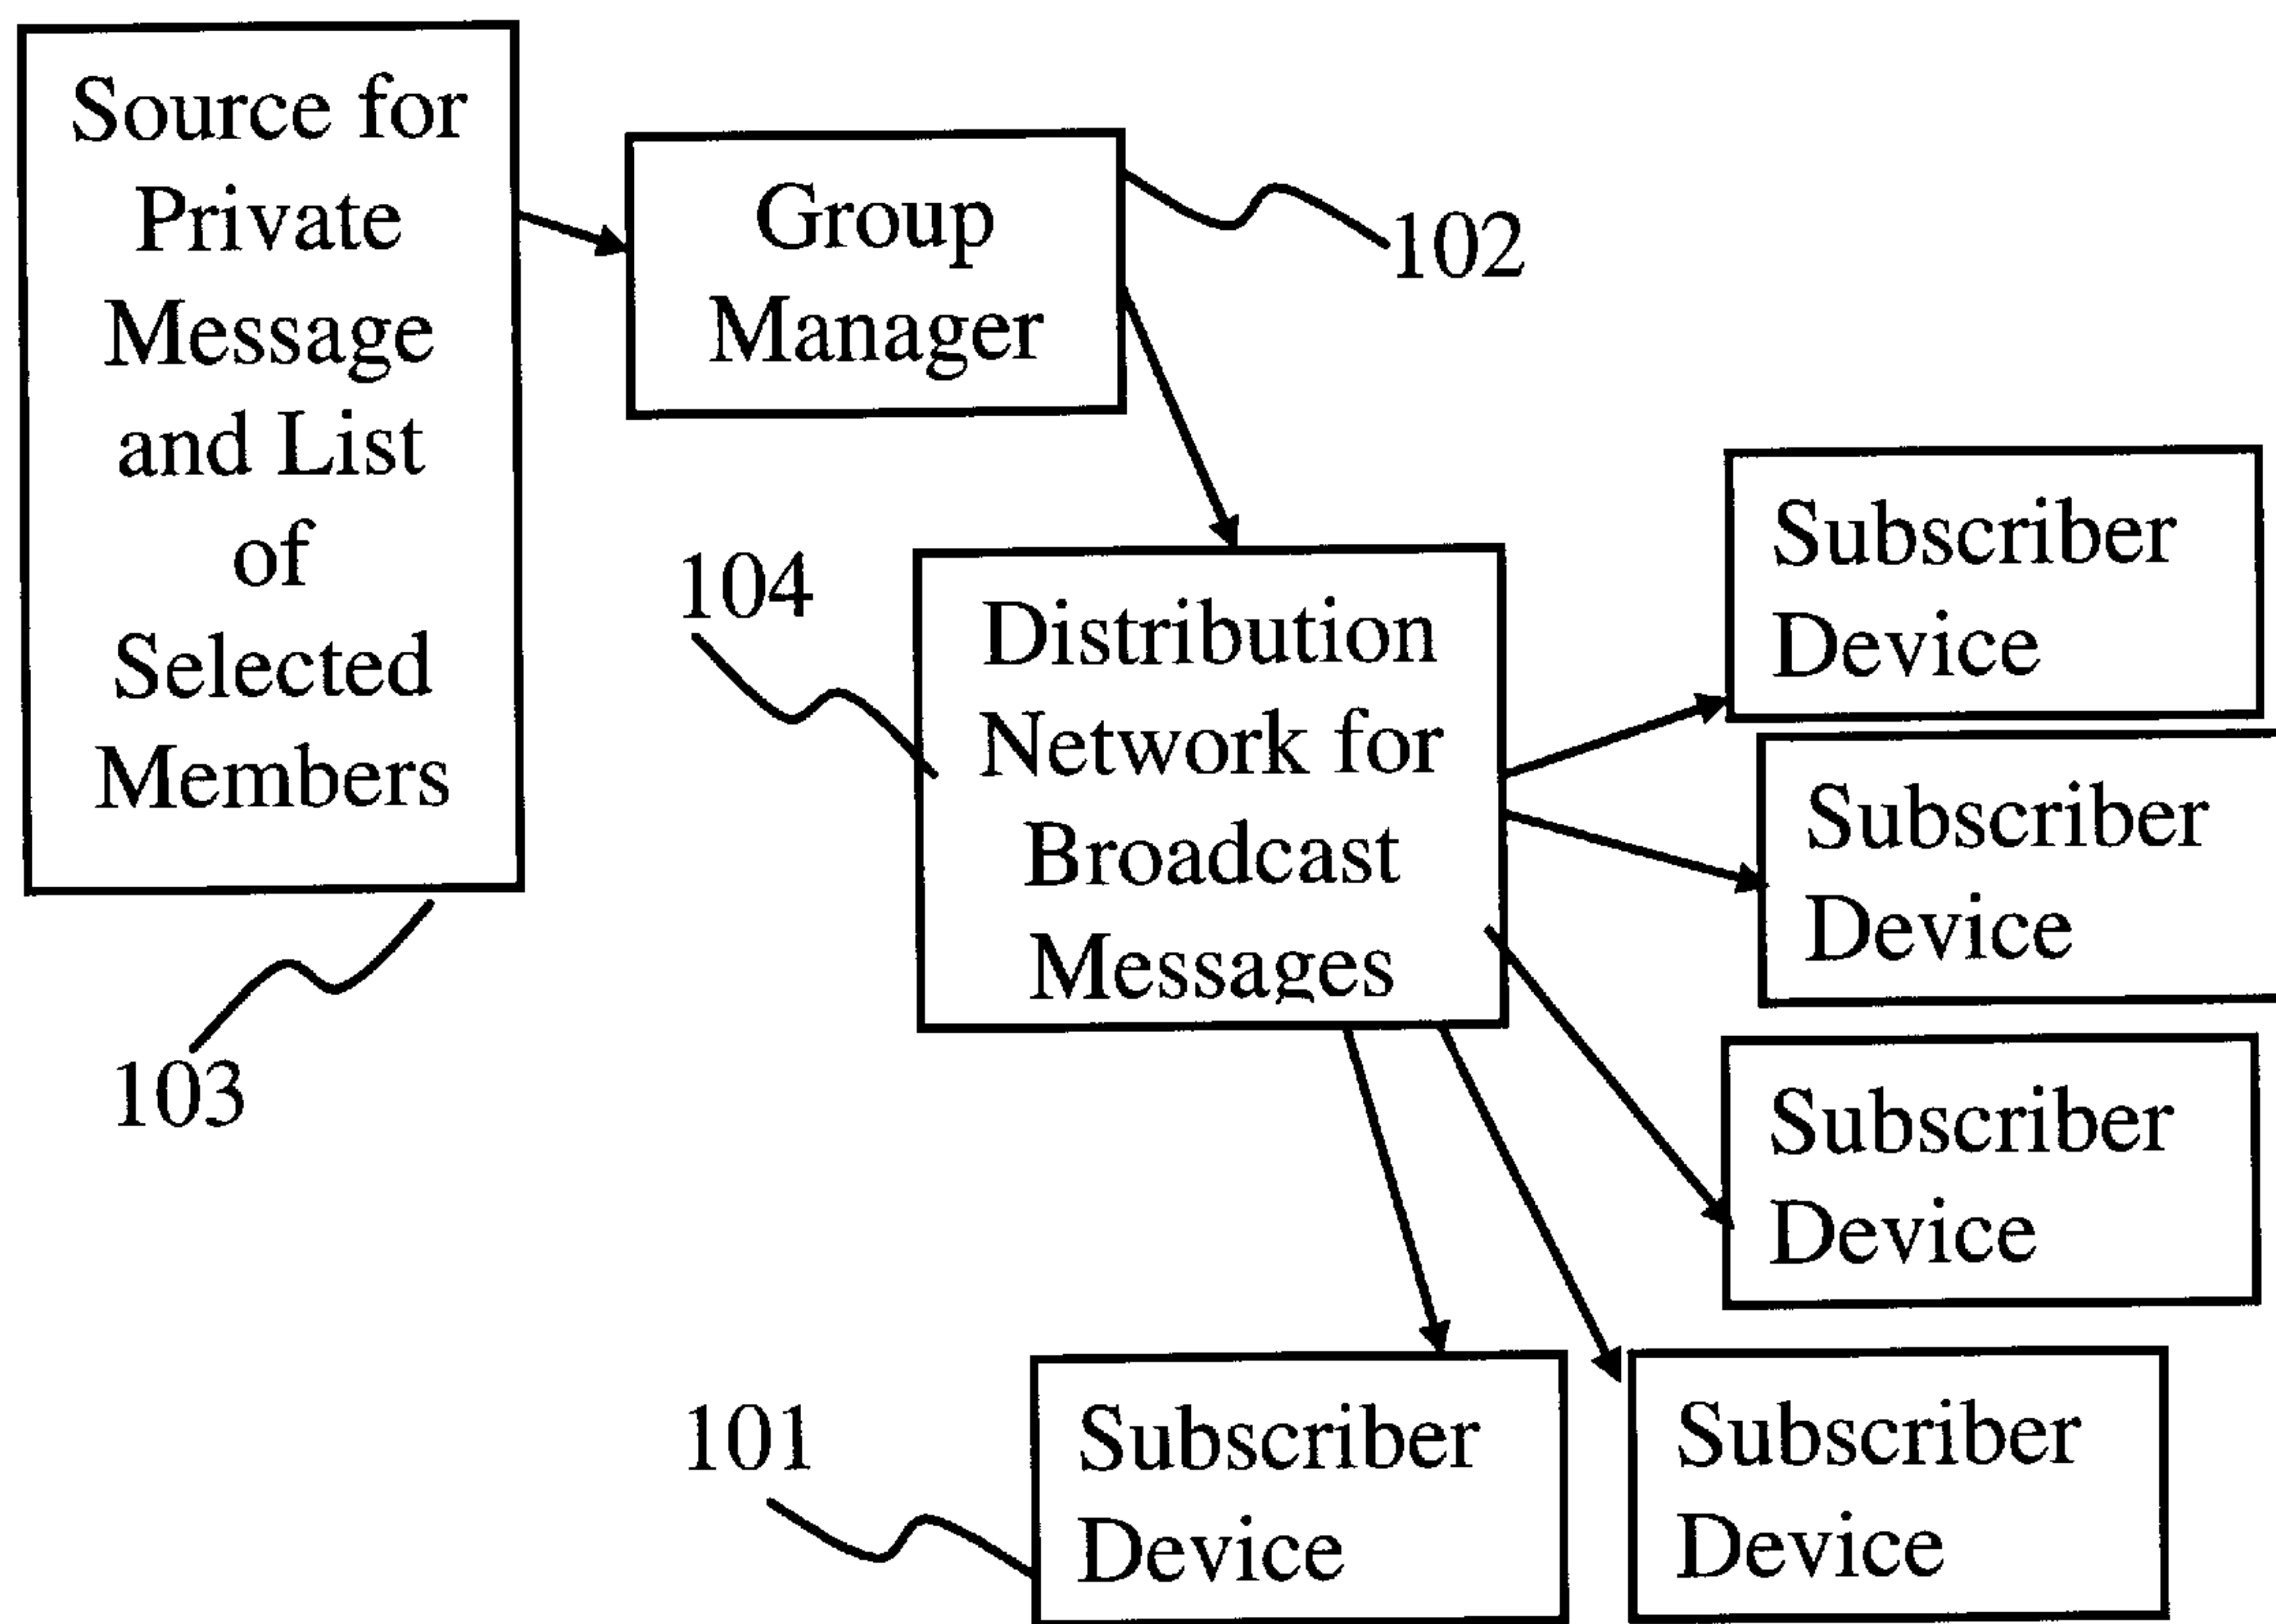 Source for
Private
Message
and List
of
Selected
Members
103
Group
Manager
102
104
Distribution
Network for
Broadcast
Messages
Subscriber
Device
Subscriber
Device
Subscriber
Device
101
Subscriber
Device
Subscriber
Device